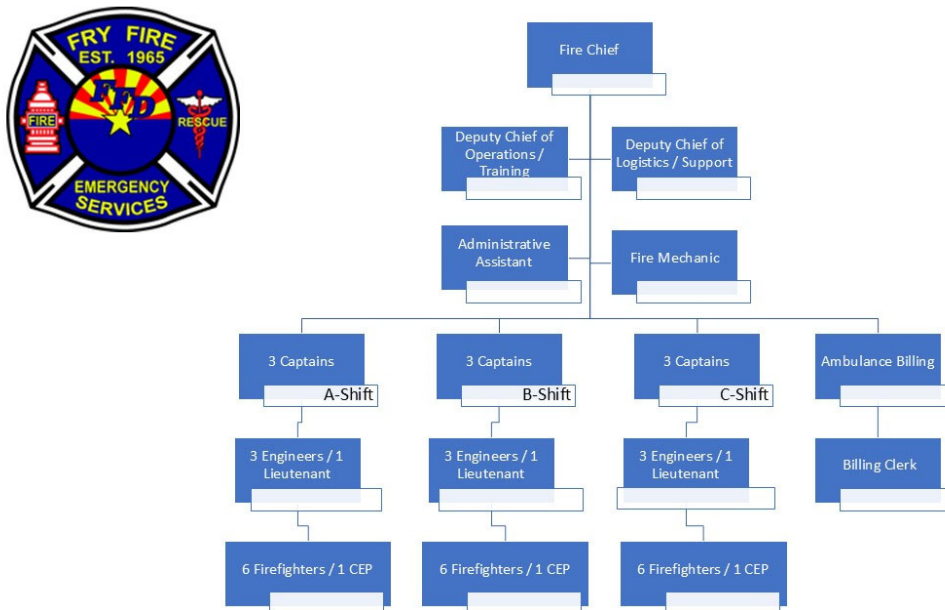 FRY FIRE
EST. 1965
FFD
FIRE
RESCUE
EMERGENCY
SERVICES
Fire Chief
Deputy Chief of
Operations /
Training
Deputy Chief of
Logistics / Support
Administrative
Assistant
Fire Mechanic
3 Captains
A-Shift
3 Captains
B-Shift
3 Captains
C-Shift
Ambulance Billing
3 Engineers / 1
Lieutenant
3 Engineers / 1
Lieutenant
3 Engineers / 1
Lieutenant
Billing Clerk
6 Firefighters / 1 CEP
6 Firefighters / 1 CEP
6 Firefighters / 1 CEP